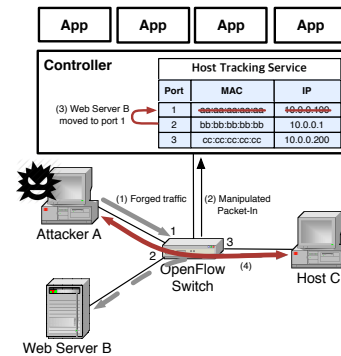 App App App App
Controller
Host Tracking Service
Port MAC IP
1 aa:aa:aa:aa:aa 10.0.0.100
2 bb:bb:bb:bb:bb 10.0.0.1
3 cc:cc:cc:cc:cc 10.0.0.200
(3) Web Server B
moved to port 1
(1) Forged traffic
(2) Manipulated
Packet-In
Attacker A
1
2
3
OpenFlow
Switch
(4)
Host C
Web Server B